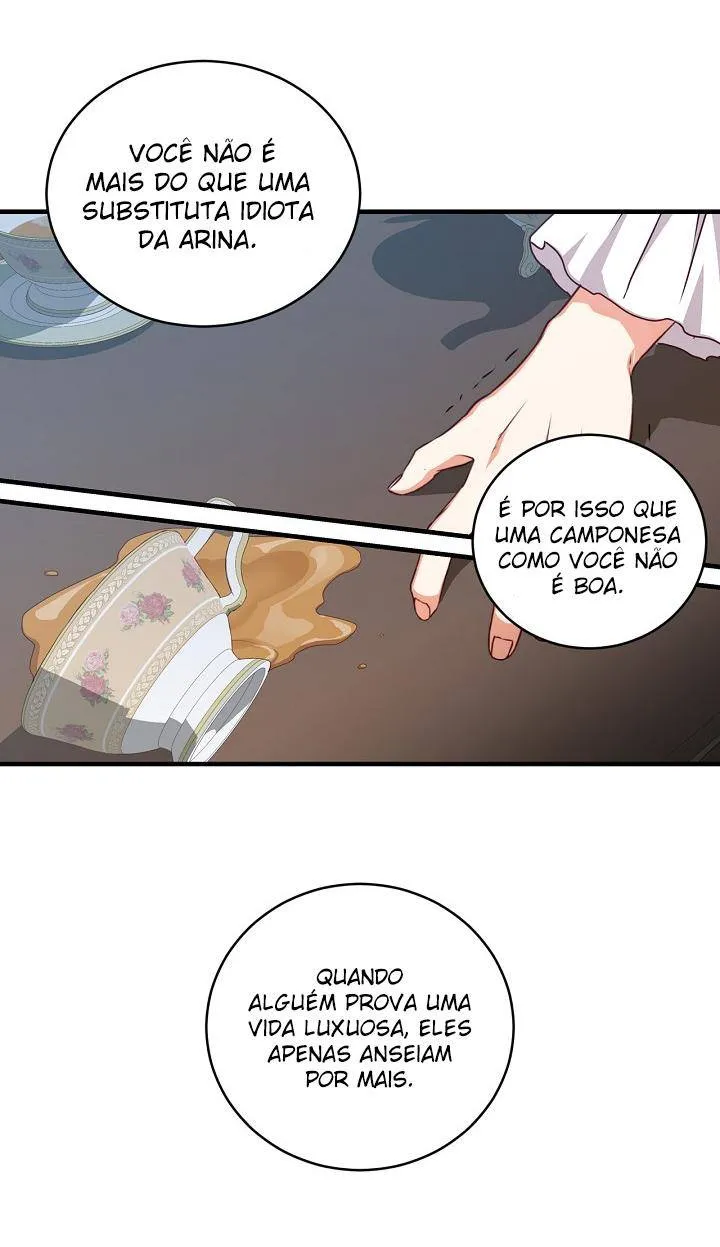 VOCÊ NÃO É
MAIS DO QUE UMA
SUBSTITUTA IDIOTA
DA ARINA.
É POR ISSO QUE
UMA CAMPONESA
COMO VOCÊ NÃO
É BOA.
QUANDO
ALGUÉM PROVA UMA
VIDA LUXUOSA, ELES
APENAS ANSEIAM
POR MAIS.